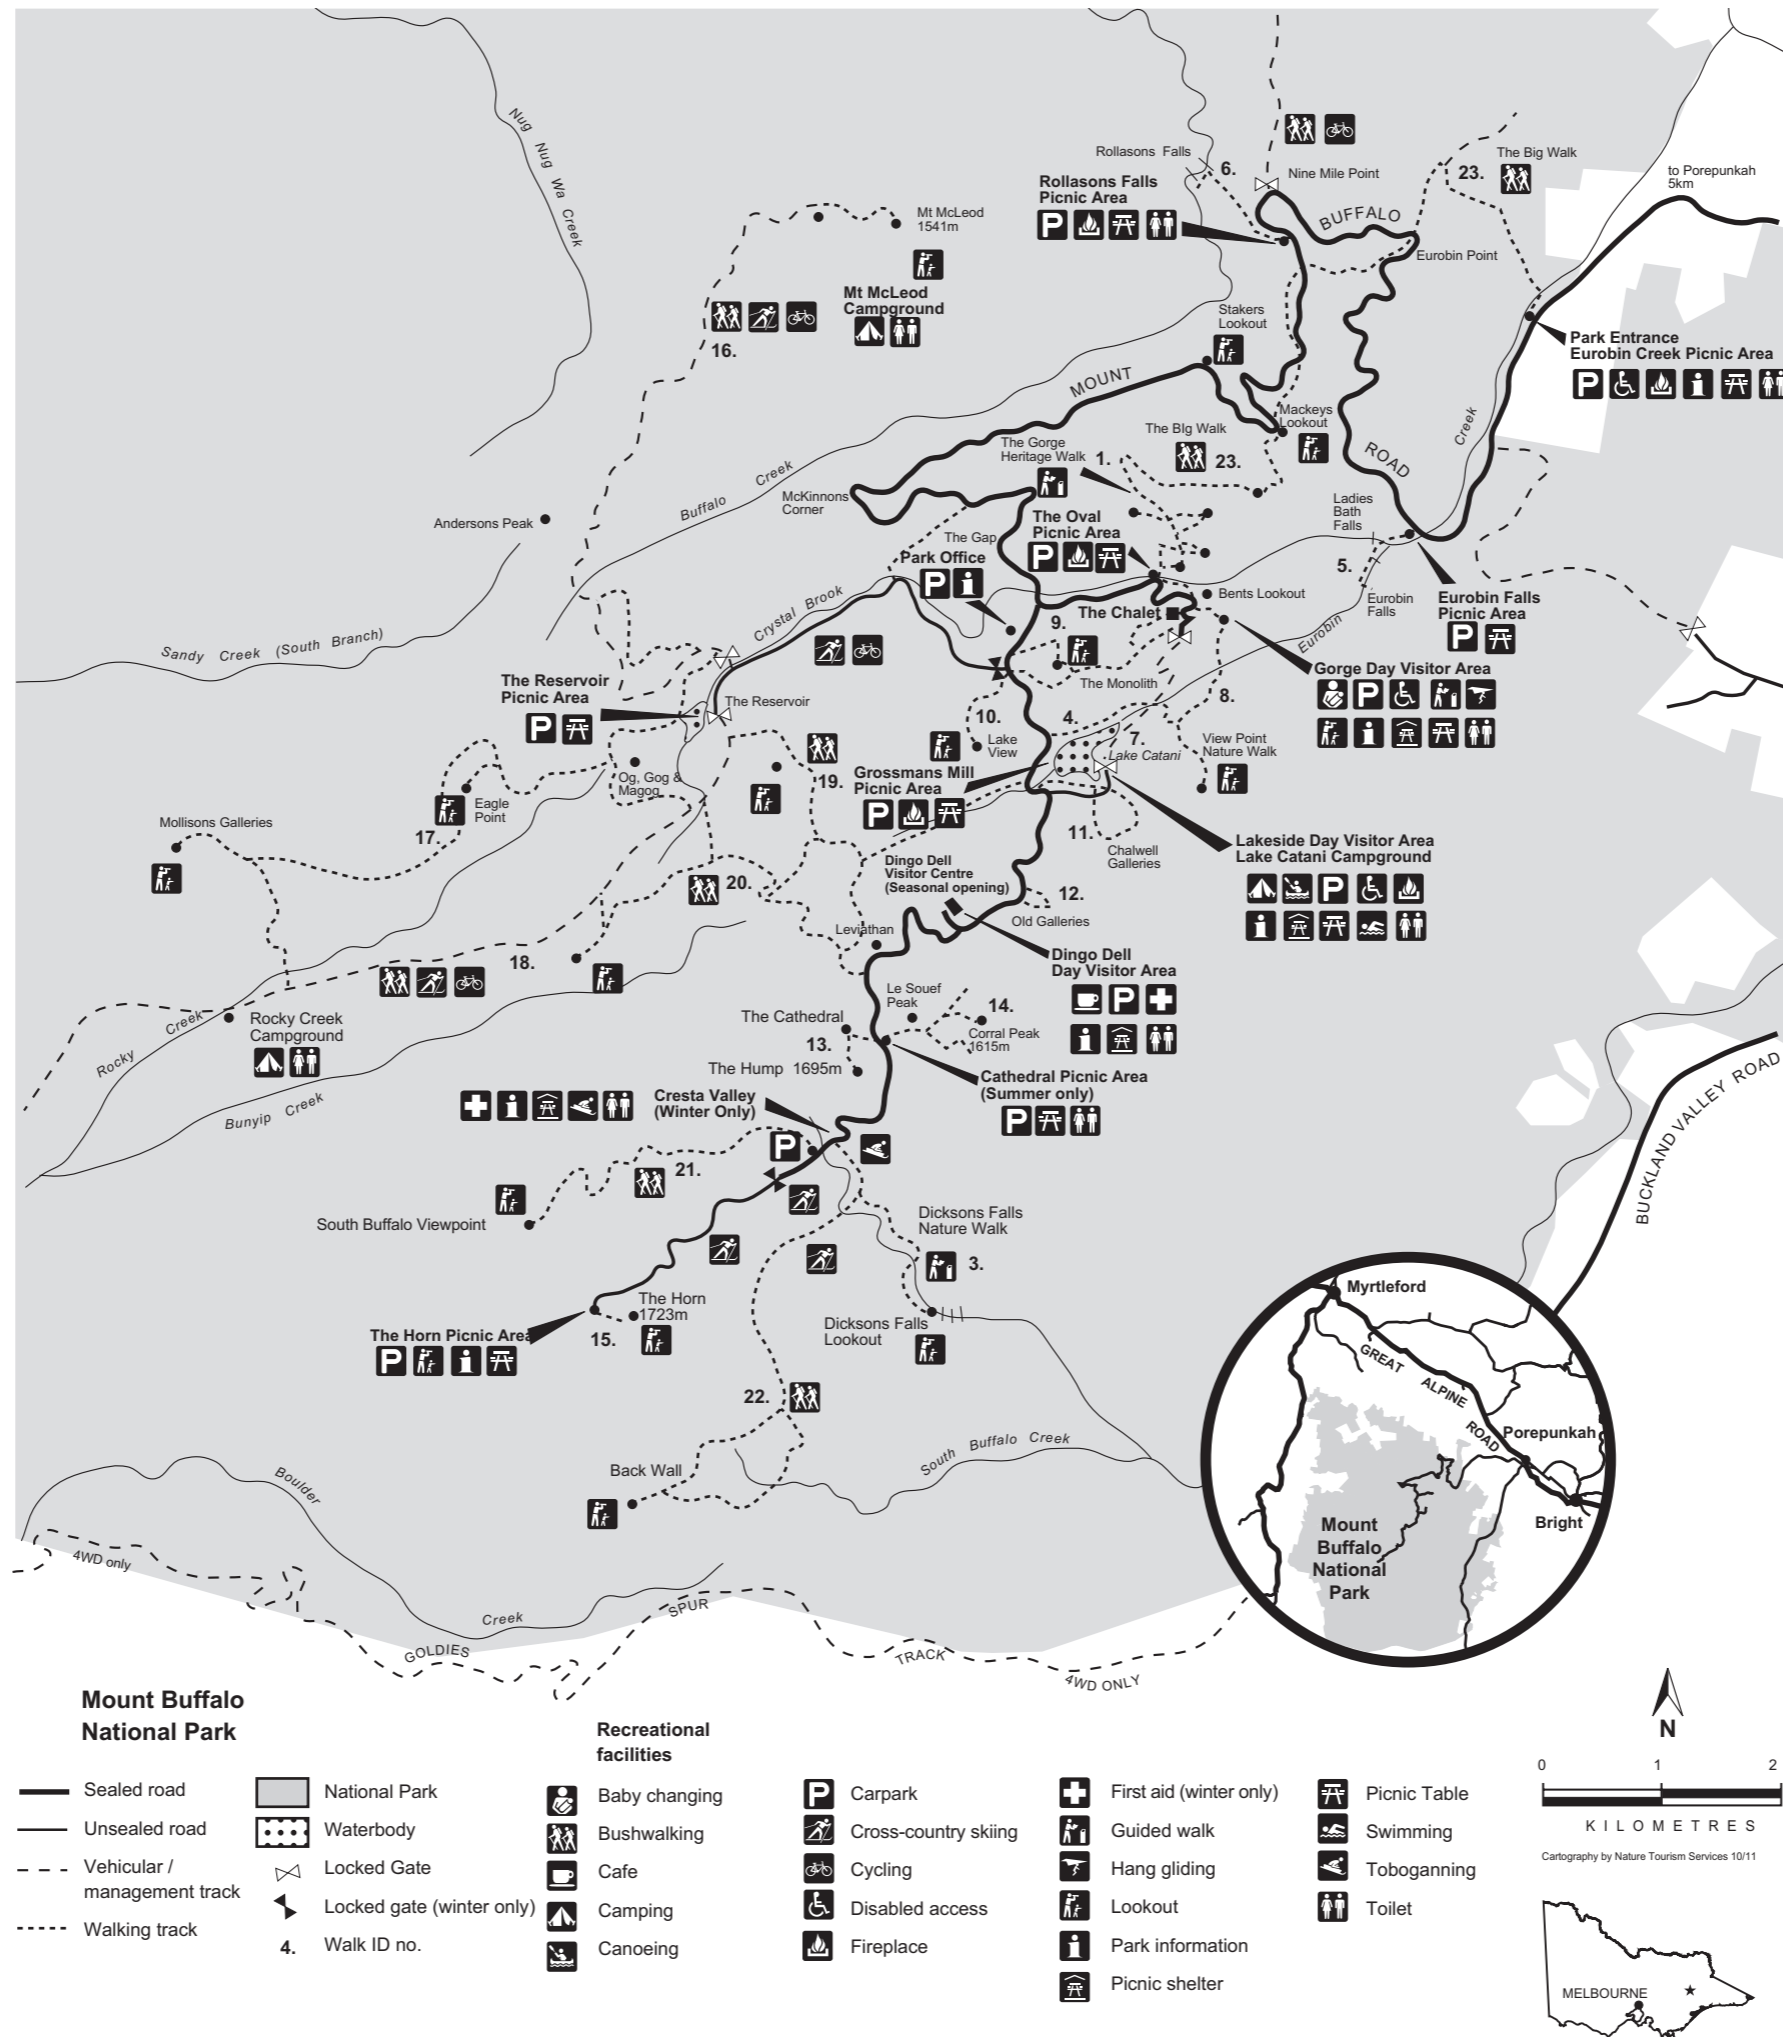 Nug Nug Wa Creek
Rollasons Falls
6.
Rollasons Falls
Picnic Area
P
Nine Mile Point
BUFFALO
23.
The Big Walk
to Porepunkah
5km
Eurobin Point
Mt McLeod
1541m
Mt McLeod
Campground
16.
Stakers
Lookout
Park Entrance
Eurobin Creek Picnic Area
P
MOUNT
Mackeys
Lookout
The BIg Walk
23.
The Gorge
Heritage Walk
1.
ROAD
Creek
Buffalo Creek
McKinnons
Corner
Andersons Peak
Ladies
Bath
Falls
The Oval
Picnic Area
P
The Gap
Park Office
P
5.
Eurobin
Falls
Eurobin Falls
Picnic Area
P
Bents Lookout
The Chalet
9.
Crystal Brook
Eurobin
Sandy Creek (South Branch)
The Reservoir
Picnic Area
P
The Reservoir
The Monolith
Gorge Day Visitor Area
P
8.
10.
4.
7.
Lake
View
Lake Catani
View Point
Nature Walk
Grossmans Mill
Picnic Area
P
Og, Gog &
Magog
19.
Eagle
Point
17.
Mollisons Galleries
11.
Chalwell
Galleries
Lakeside Day Visitor Area
Lake Catani Campground
P
Dingo Dell
Visitor Centre
(Seasonal opening)
20.
12.
Old Galleries
Leviathan
18.
Dingo Dell
Day Visitor Area
P
Le Souef
Peak
14.
Corral Peak
1615m
The Cathedral
13.
The Hump 1695m
Rocky Creek
Campground
Rocky Creek
Bunyip Creek
Cathedral Picnic Area
(Summer only)
P
Cresta Valley
(Winter Only)
P
21.
South Buffalo Viewpoint
Dicksons Falls
Nature Walk
3.
BUCKLAND VALLEY ROAD
The Horn
1723m
15.
The Horn Picnic Area
P
Dicksons Falls
Lookout
22.
Back Wall
South Buffalo Creek
Boulder Creek
4WD only
GOLDIES SPUR TRACK
4WD ONLY
Myrtleford
GREAT ALPINE ROAD
Porepunkah
Bright
Mount
Buffalo
National
Park
Mount Buffalo
National Park
Sealed road
Unsealed road
Vehicular /
management track
Walking track
National Park
Waterbody
Locked Gate
Locked gate (winter only)
4. Walk ID no.
Recreational
facilities
Baby changing
Bushwalking
Cafe
Camping
Canoeing
P Carpark
Cross-country skiing
Cycling
Disabled access
Fireplace
First aid (winter only)
Guided walk
Hang gliding
Lookout
Park information
Picnic shelter
Picnic Table
Swimming
Toboganning
Toilet
N
0 1 2
KILOMETRES
Cartography by Nature Tourism Services 10/11
MELBOURNE